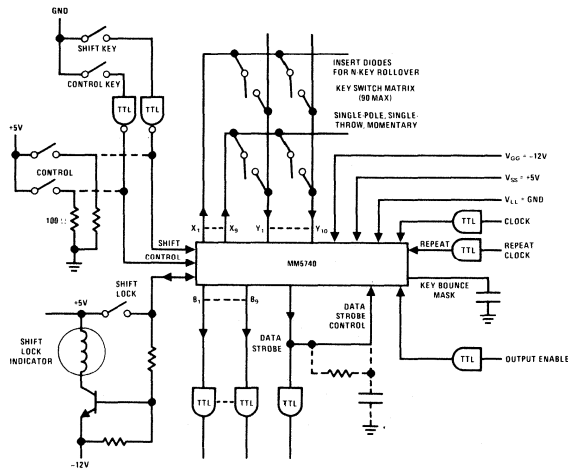 GND
SHIFT KEY
CONTROL KEY
TTL
TTL
+5V
CONTROL
100 Ω
INSERT DIODES
FOR N-KEY ROLLOVER
KEY SWITCH MATRIX
(90 MAX)
SINGLE-POLE, SINGLE-
THROW, MOMENTARY
VGG = -12V
VSS = +5V
VLL = GND
TTL
CLOCK
TTL
REPEAT
CLOCK
X1
X9
Y1
Y10
SHIFT
CONTROL
REPEAT
MM5740
KEY BOUNCE
MASK
SHIFT
LOCK
+5V
B1
B9
DATA
STROBE
CONTROL
DATA
STROBE
SHIFT
LOCK
INDICATOR
TTL
OUTPUT ENABLE
TTL
TTL
TTL
-12V